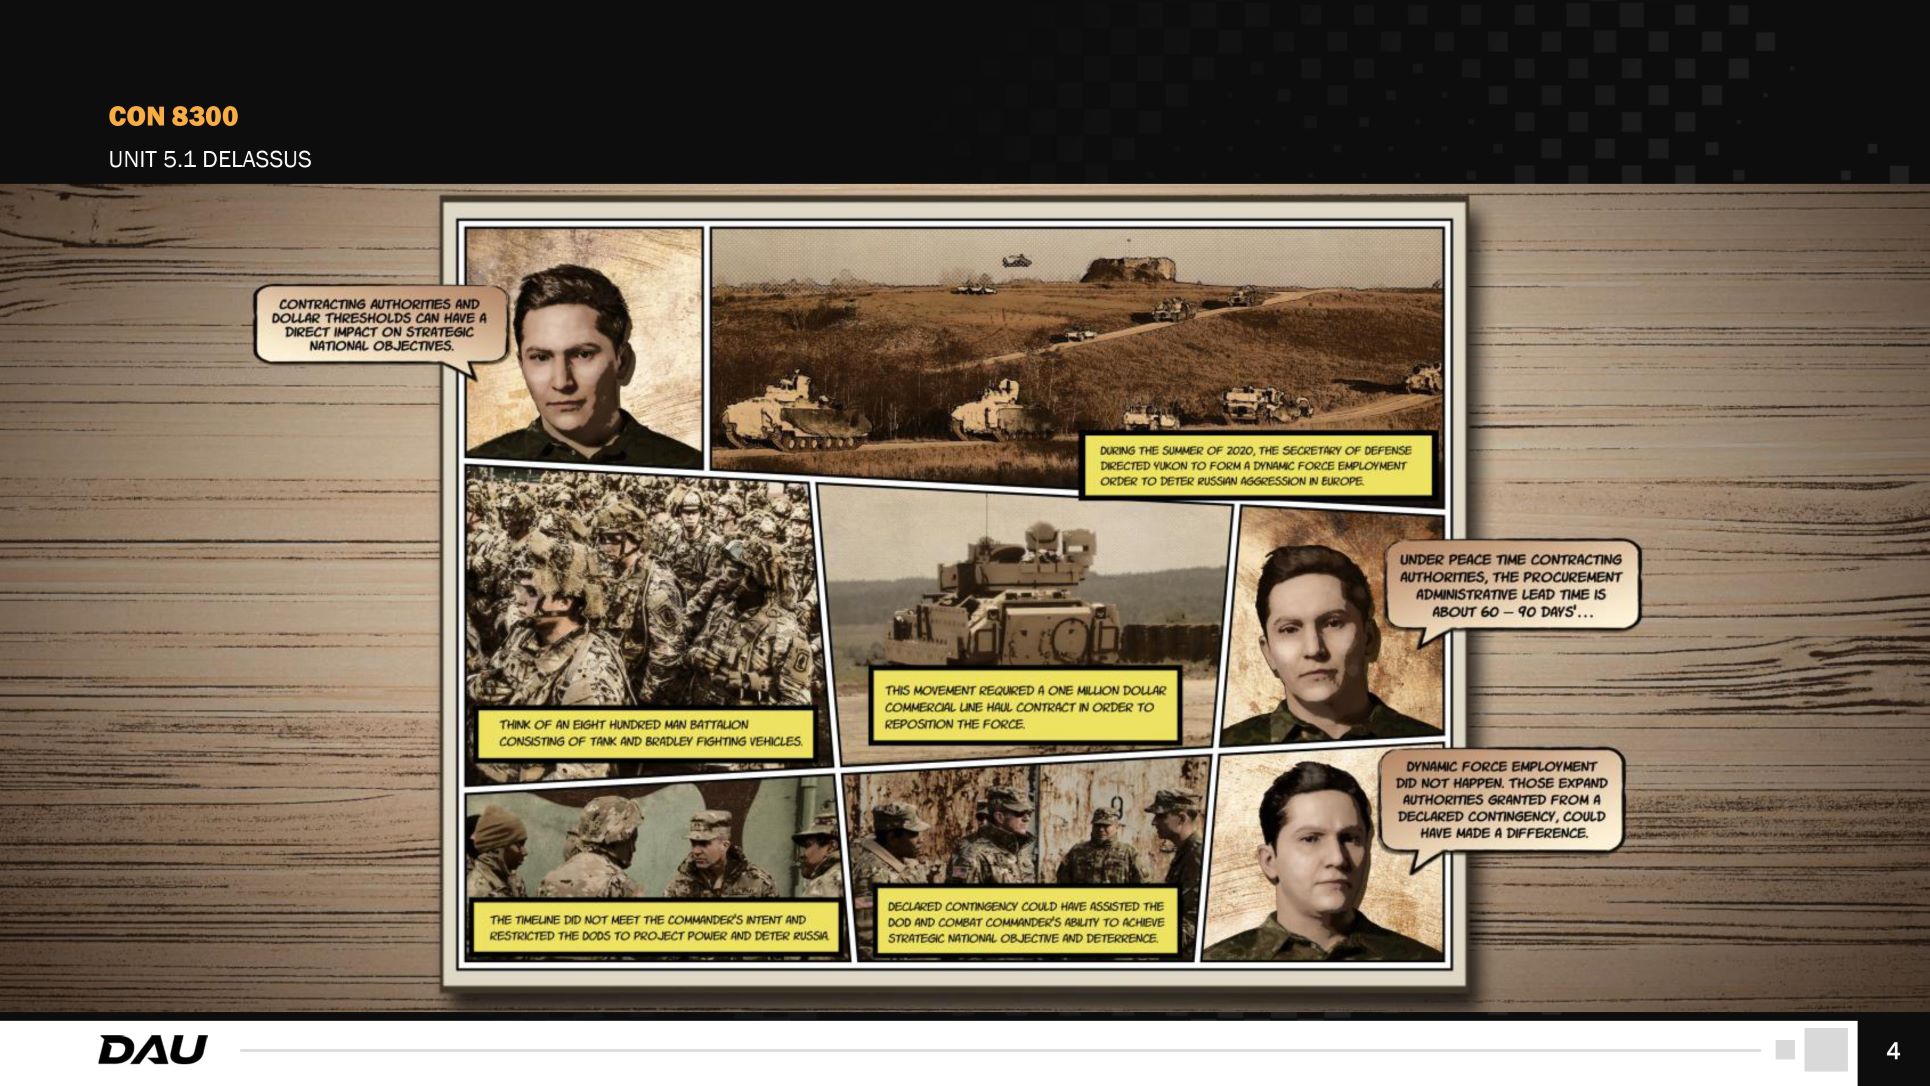 CON 8300
UNIT 5.1 DELASSUS
CONTRACTING AUTHORITIES AND
DOLLAR THRESHOLDS CAN HAVE A
DIRECT IMPACT ON STRATEGIC
NATIONAL OBJECTIVES.
DURING THE SUMMER OF 2020, THE SECRETARY OF DEFENSE
DIRECTED YUKON TO FORM A DYNAMIC FORCE EMPLOYMENT
ORDER TO DETER RUSSIAN AGGRESSION IN EUROPE.
THINK OF AN EIGHT HUNDRED MAN BATTALION
CONSISTING OF TANK AND BRADLEY FIGHTING VEHICLES.
THIS MOVEMENT REQUIRED A ONE MILLION DOLLAR
COMMERCIAL LINE HAUL CONTRACT IN ORDER TO
REPOSITION THE FORCE.
UNDER PEACE TIME CONTRACTING
AUTHORITIES, THE PROCUREMENT
ADMINISTRATIVE LEAD TIME IS
ABOUT 60 – 90 DAYS'...
THE TIMELINE DID NOT MEET THE COMMANDER'S INTENT AND
RESTRICTED THE DODS TO PROJECT POWER AND DETER RUSSIA.
DECLARED CONTINGENCY COULD HAVE ASSISTED THE
DOD AND COMBAT COMMANDER'S ABILITY TO ACHIEVE
STRATEGIC NATIONAL OBJECTIVE AND DETERRENCE.
DYNAMIC FORCE EMPLOYMENT
DID NOT HAPPEN. THOSE EXPAND
AUTHORITIES GRANTED FROM A
DECLARED CONTINGENCY, COULD
HAVE MADE A DIFFERENCE.
DAU
4